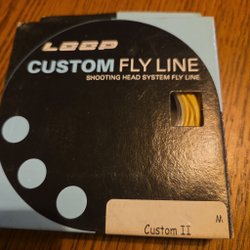 LOOP
CUSTOM FLY LINE
SHOOTING HEAD SYSTEM FLY LINE
Custom II